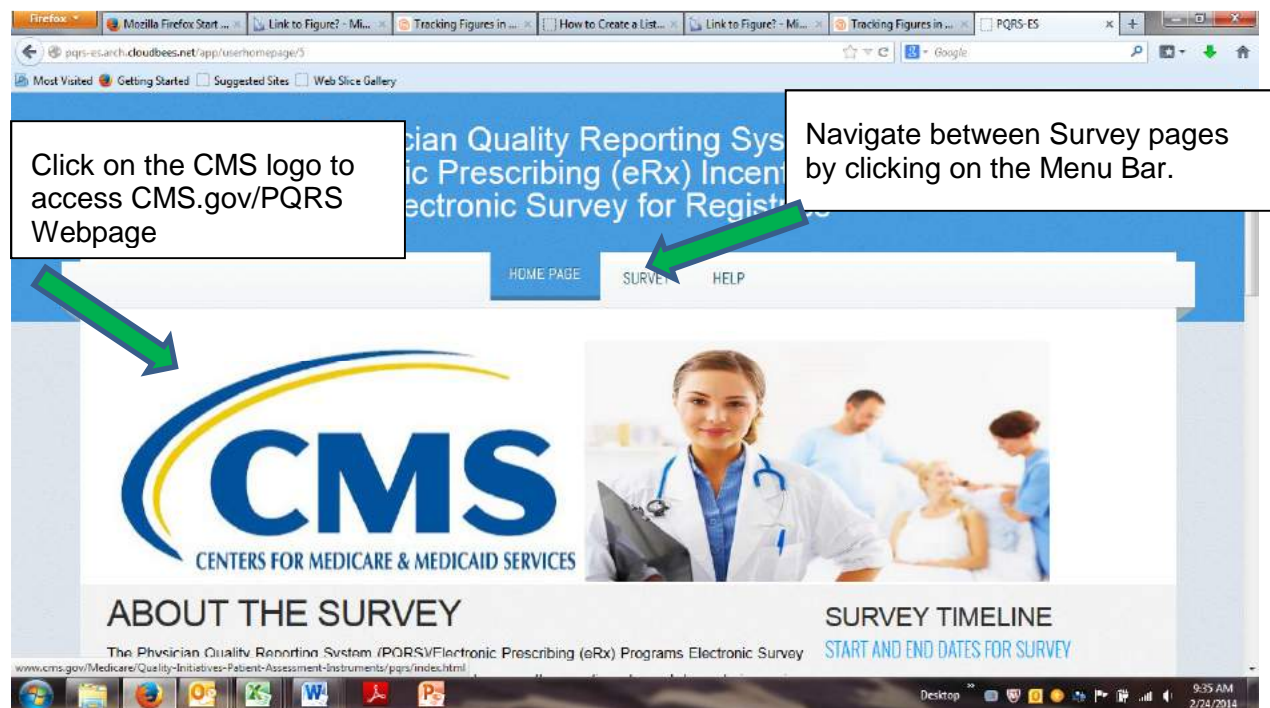 Firefox
Mozilla Firefox Start ...
Link to Figure? - Mi...
Tracking Figures in ...
How to Create a List...
Link to Figure? - Mi...
Tracking Figures in ...
PQRS-ES
pqrs-es.arch.cloudbees.net/app/userhomepage/5
Google
Most Visited Getting Started Suggested Sites Web Slice Gallery
Click on the CMS logo to
access CMS.gov/PQRS
Webpage
Navigate between Survey pages
by clicking on the Menu Bar.
Quality Reporting
Prescribing (eRx)
Survey for
HOME PAGE SURVEY HELP
CMS
CENTERS FOR MEDICARE & MEDICAID SERVICES
ABOUT THE SURVEY
The Physician Quality Reporting System (PQRS)/Electronic Prescribing (eRx) Programs Electronic Survey
SURVEY TIMELINE
START AND END DATES FOR SURVEY
www.cms.gov/Medicare/Quality-Initiatives-Patient-Assessment-Instruments/pqrs/index.html
Desktop
9:35 AM
2/24/2014